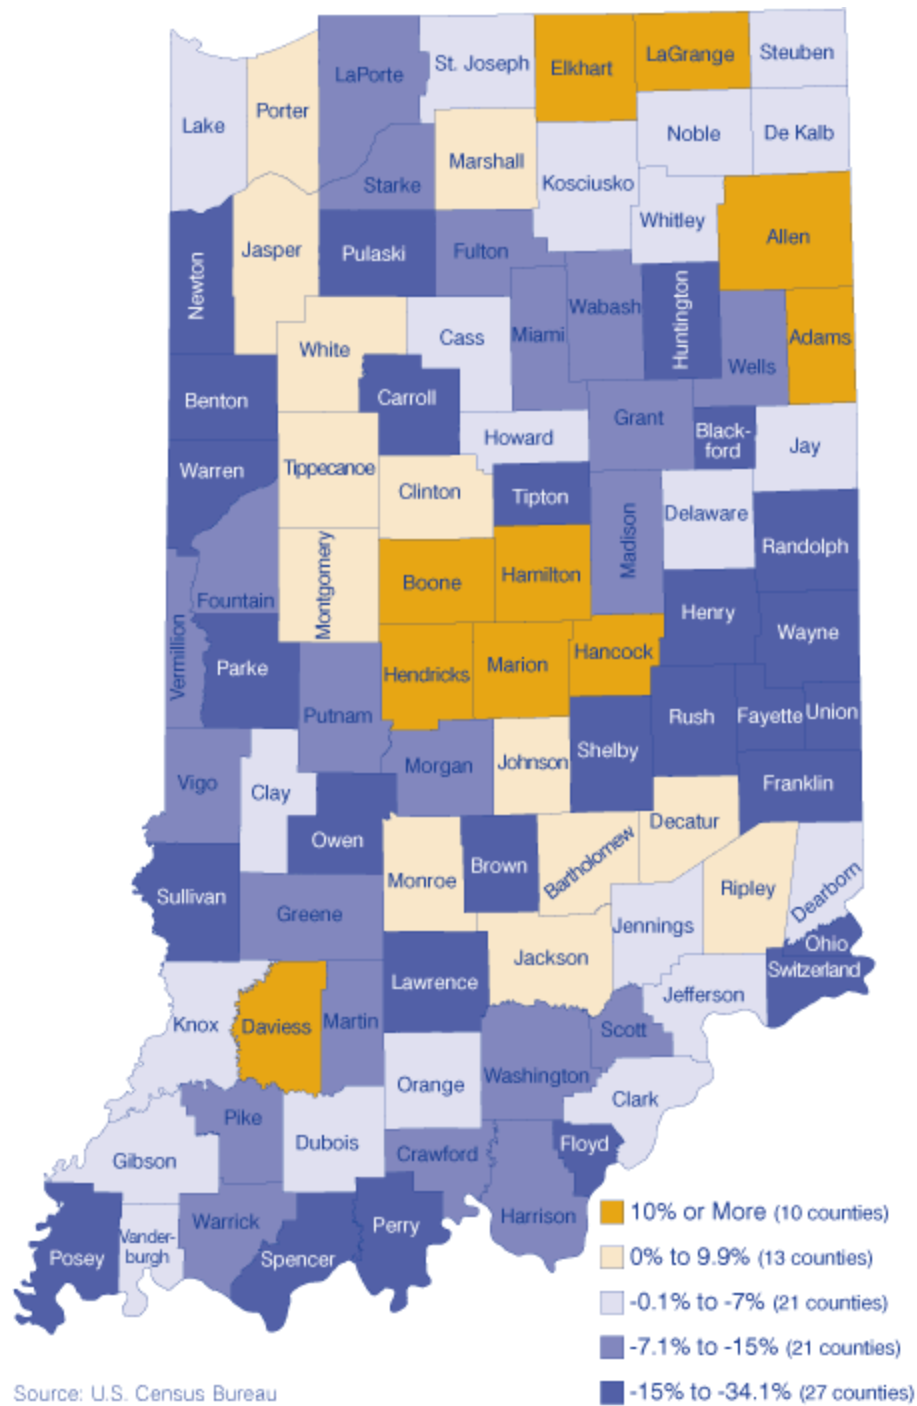 LaPorte
St. Joseph
Elkhart
LaGrange
Steuben
Lake
Porter
Noble
De Kalb
Marshall
Starke
Kosciusko
Whitley
Allen
Newton
Jasper
Pulaski
Fulton
Miami
Wabash
Huntington
Wells
Adams
White
Cass
Benton
Carroll
Grant
Black-
ford
Jay
Howard
Warren
Tippecanoe
Clinton
Tipton
Madison
Delaware
Randolph
Fountain
Montgomery
Boone
Hamilton
Henry
Wayne
Vermillion
Parke
Hendricks
Marion
Hancock
Putnam
Rush
Fayette
Union
Vigo
Clay
Morgan
Johnson
Shelby
Franklin
Owen
Decatur
Monroe
Brown
Bartholomew
Ripley
Dearborn
Sullivan
Greene
Jennings
Ohio
Jackson
Switzerland
Lawrence
Jefferson
Knox
Daviess
Martin
Scott
Orange
Washington
Clark
Pike
Dubois
Crawford
Floyd
Gibson
Harrison
Warrick
Perry
Vander-
burgh
Posey
Spencer
10% or More (10 counties)
0% to 9.9% (13 counties)
-0.1% to -7% (21 counties)
-7.1% to -15% (21 counties)
-15% to -34.1% (27 counties)
Source: U.S. Census Bureau